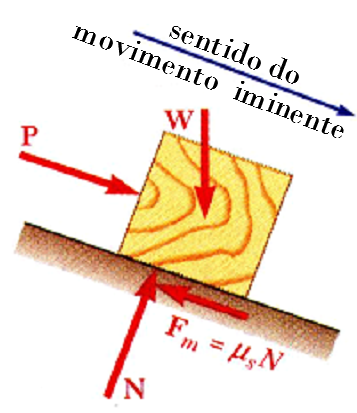 sentido do
movimento iminente
W
P
F_m = μ_s N
N